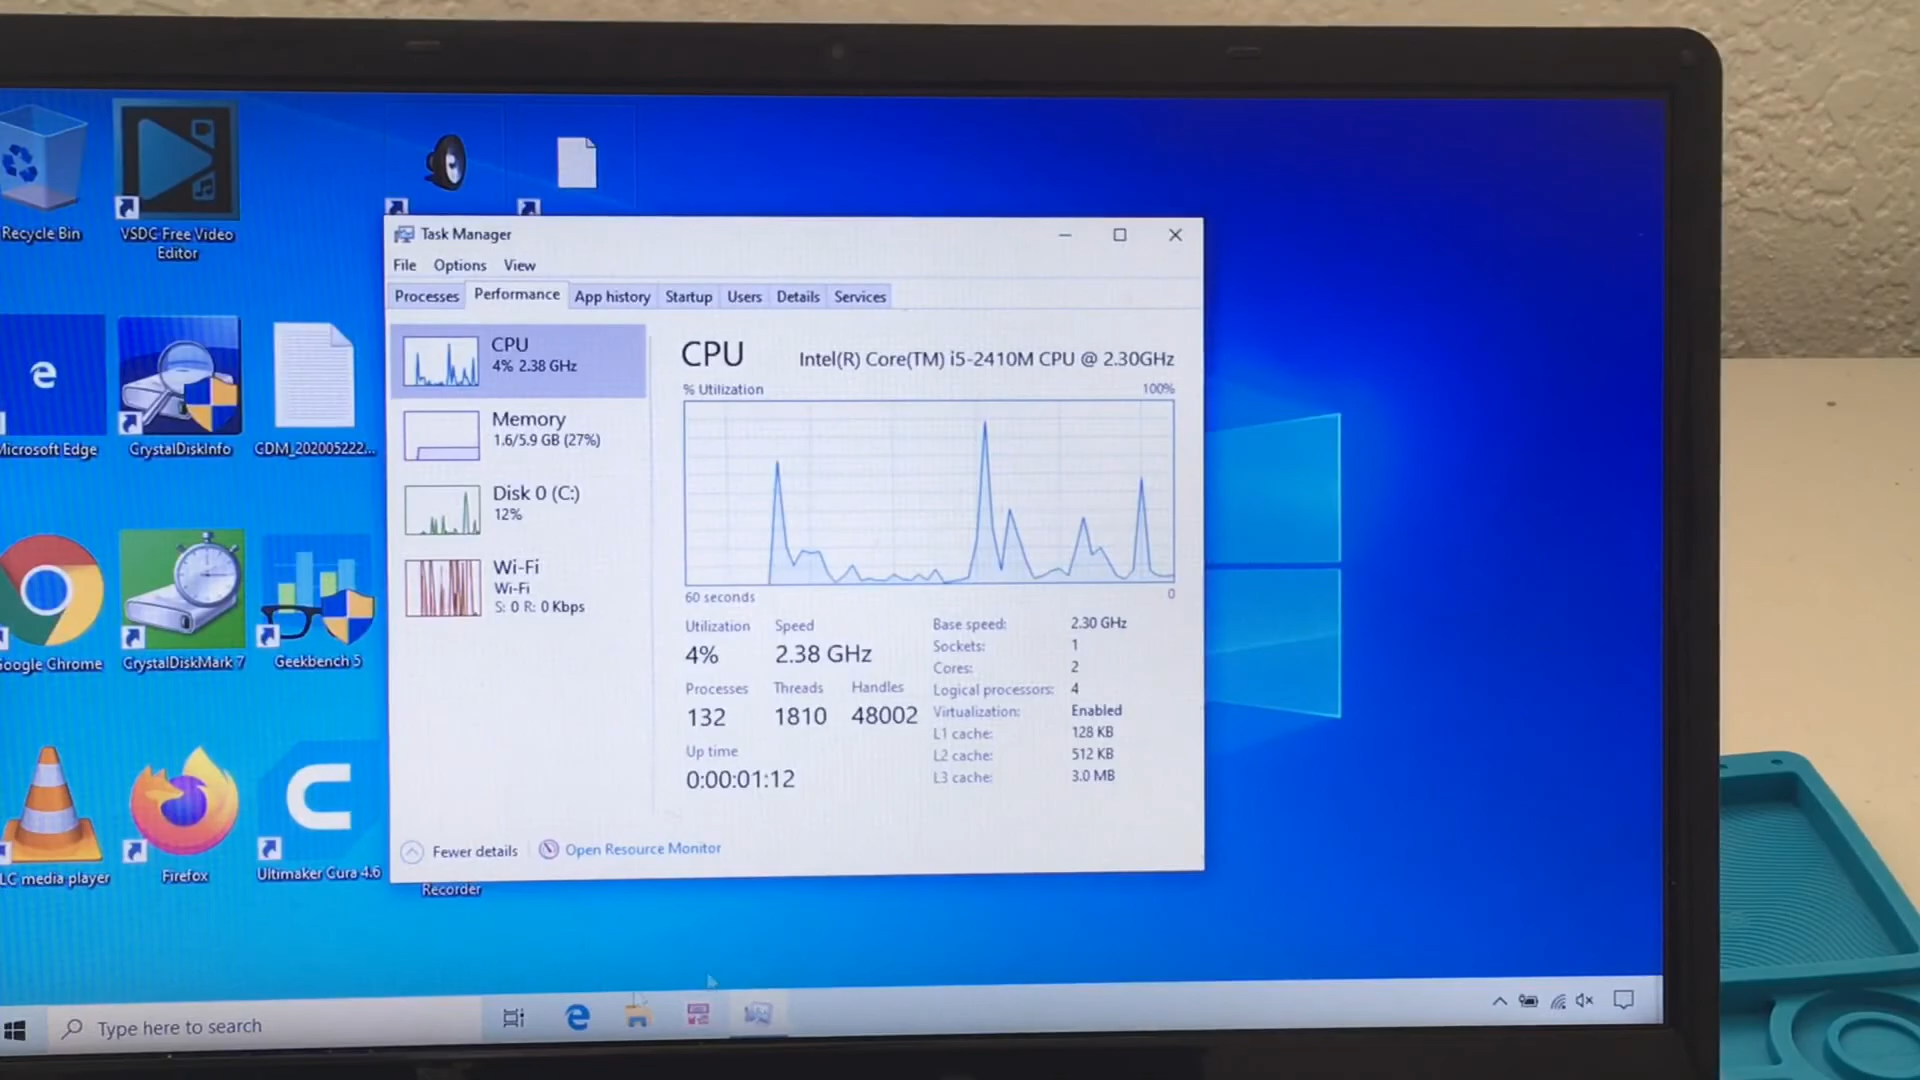 Recycle Bin
VSDC Free Video
Editor
Microsoft Edge
CrystalDiskInfo
CDM_202005222...
Google Chrome
CrystalDiskMark 7
Geekbench 5
LC media player
Firefox
Ultimaker Cura 4.6
Recorder
Task Manager
File Options View
Processes Performance App history Startup Users Details Services
CPU
4% 2.38 GHz
Memory
1.6/5.9 GB (27%)
Disk 0 (C:)
12%
Wi-Fi
Wi-Fi
S: 0 R: 0 Kbps
CPU Intel(R) Core(TM) i5-2410M CPU @ 2.30GHz
% Utilization 100%
60 seconds 0
Utilization Speed
4% 2.38 GHz
Processes Threads Handles
132 1810 48002
Up time
0:00:01:12
Base speed: 2.30 GHz
Sockets: 1
Cores: 2
Logical processors: 4
Virtualization: Enabled
L1 cache: 128 KB
L2 cache: 512 KB
L3 cache: 3.0 MB
Fewer details Open Resource Monitor
Type here to search